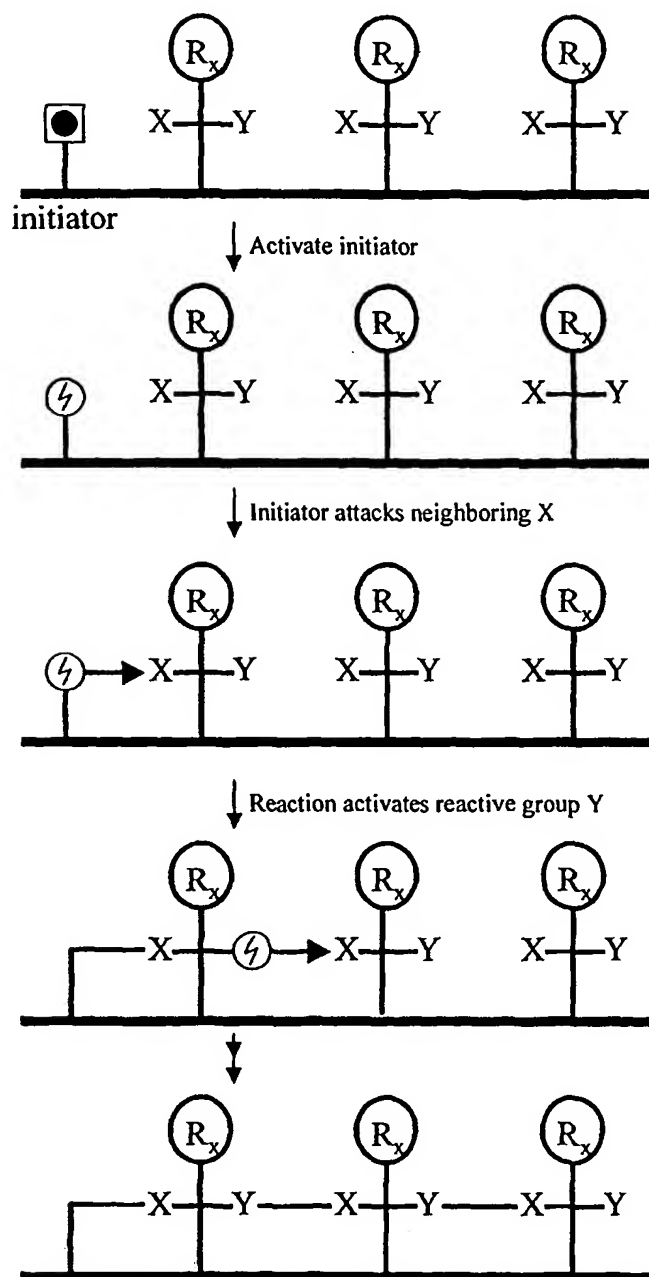 Rx Rx Rx
X Y X Y X Y
initiator
Activate initiator
Rx Rx Rx
X Y X Y X Y
Initiator attacks neighboring X
Rx Rx Rx
X Y X Y X Y
Reaction activates reactive group Y
Rx Rx Rx
X X Y X Y
Rx Rx Rx
X Y X Y X Y